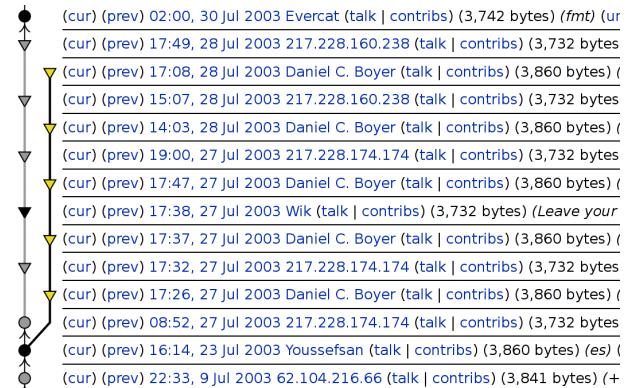 (cur) (prev) 02:00, 30 Jul 2003 Evercat (talk | contribs) (3,742 bytes) (fmt) (ur
(cur) (prev) 17:49, 28 Jul 2003 217.228.160.238 (talk | contribs) (3,732 bytes
(cur) (prev) 17:08, 28 Jul 2003 Daniel C. Boyer (talk | contribs) (3,860 bytes) (
(cur) (prev) 15:07, 28 Jul 2003 217.228.160.238 (talk | contribs) (3,732 bytes
(cur) (prev) 14:03, 28 Jul 2003 Daniel C. Boyer (talk | contribs) (3,860 bytes) (
(cur) (prev) 19:00, 27 Jul 2003 217.228.174.174 (talk | contribs) (3,732 bytes
(cur) (prev) 17:47, 27 Jul 2003 Daniel C. Boyer (talk | contribs) (3,860 bytes) (
(cur) (prev) 17:38, 27 Jul 2003 Wik (talk | contribs) (3,732 bytes) (Leave your
(cur) (prev) 17:37, 27 Jul 2003 Daniel C. Boyer (talk | contribs) (3,860 bytes) (
(cur) (prev) 17:32, 27 Jul 2003 217.228.174.174 (talk | contribs) (3,732 bytes
(cur) (prev) 17:26, 27 Jul 2003 Daniel C. Boyer (talk | contribs) (3,860 bytes) (
(cur) (prev) 08:52, 27 Jul 2003 217.228.174.174 (talk | contribs) (3,732 bytes
(cur) (prev) 16:14, 23 Jul 2003 Youssefsan (talk | contribs) (3,860 bytes) (es) (
(cur) (prev) 22:33, 9 Jul 2003 62.104.216.66 (talk | contribs) (3,841 bytes) (+